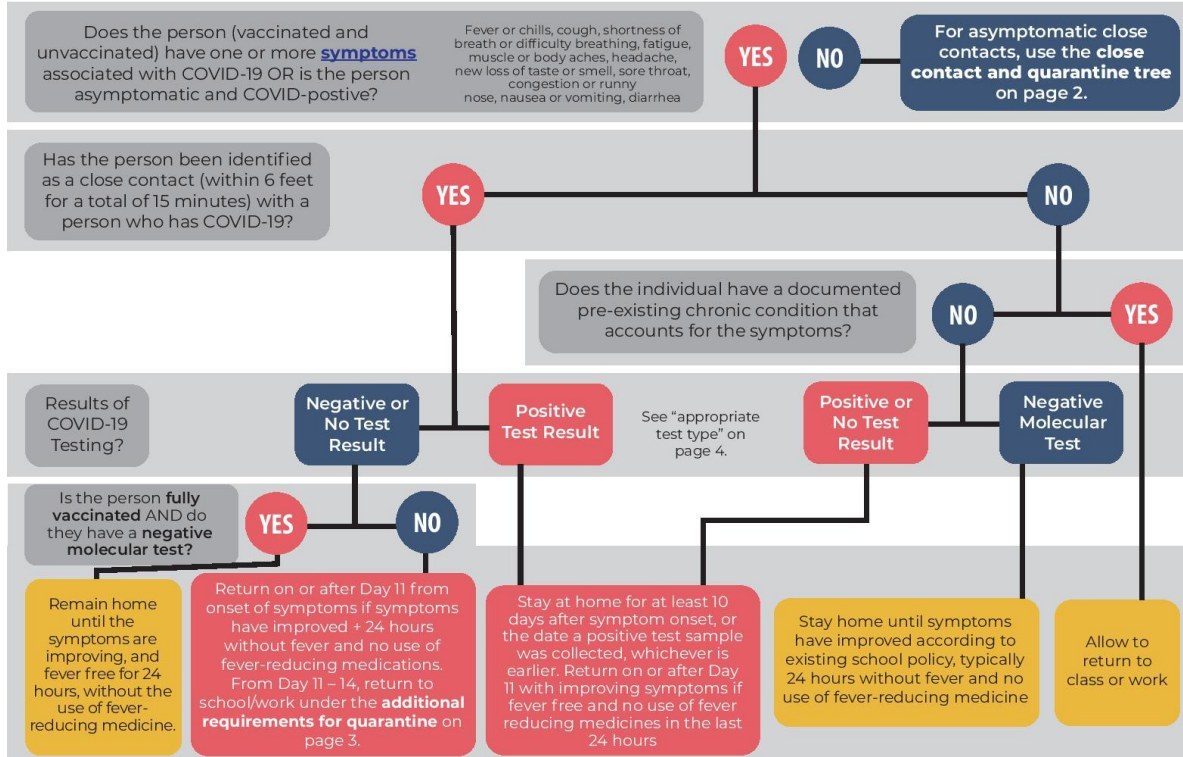 Does the person (vaccinated and
unvaccinated) have one or more symptoms
associated with COVID-19 OR is the person
asymptomatic and COVID-postive?
Fever or chills, cough, shortness of
breath or difficulty breathing, fatigue,
muscle or body aches, headache,
new loss of taste or smell, sore throat,
congestion or runny
nose, nausea or vomiting, diarrhea
YES
NO
For asymptomatic close
contacts, use the close
contact and quarantine tree
on page 2.
Has the person been identified
as a close contact (within 6 feet
for a total of 15 minutes) with a
person who has COVID-19?
YES
NO
Does the individual have a documented
pre-existing chronic condition that
accounts for the symptoms?
NO
YES
Results of
COVID-19
Testing?
Negative or
No Test
Result
Positive
Test Result
See “appropriate
test type” on
page 4.
Positive or
No Test
Result
Negative
Molecular
Test
Is the person fully
vaccinated AND do
they have a negative
molecular test?
YES
NO
Remain home
until the
symptoms are
improving, and
fever free for 24
hours, without the
use of fever-
reducing medicine.
Return on or after Day 11 from
onset of symptoms if symptoms
have improved + 24 hours
without fever and no use of
fever-reducing medications.
From Day 11 – 14, return to
school/work under the additional
requirements for quarantine on
page 3.
Stay at home for at least 10
days after symptom onset, or
the date a positive test sample
was collected, whichever is
earlier. Return on or after Day
11 with improving symptoms if
fever free and no use of fever
reducing medicines in the last
24 hours
Stay home until symptoms
have improved according to
existing school policy, typically
24 hours without fever and no
use of fever-reducing medicine
Allow to
return to
class or work